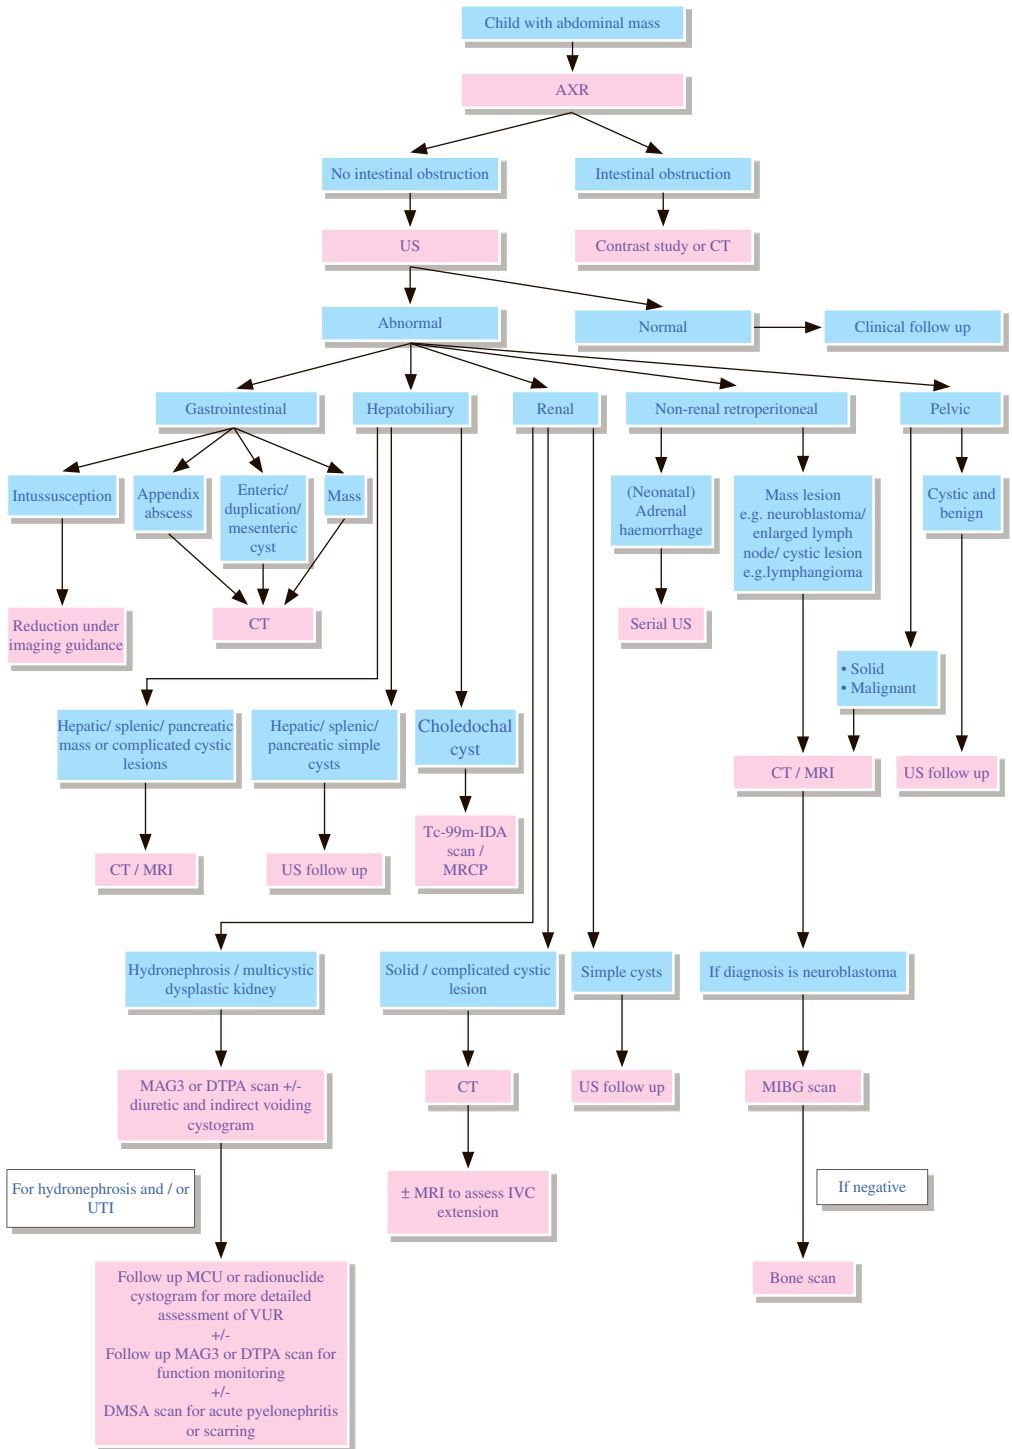 Child with abdominal mass
AXR
No intestinal obstruction
Intestinal obstruction
US
Contrast study or CT
Abnormal
Normal
Clinical follow up
Gastrointestinal
Hepatobiliary
Renal
Non-renal retroperitoneal
Pelvic
Intussusception
Appendix
abscess
Enteric/
duplication/
mesenteric
cyst
Mass
(Neonatal)
Adrenal
haemorrhage
Mass lesion
e.g. neuroblastoma/
enlarged lymph
node/ cystic lesion
e.g.lymphangioma
Cystic and
benign
Reduction under
imaging guidance
CT
Serial US
• Solid
• Malignant
Hepatic/ splenic/ pancreatic
mass or complicated cystic
lesions
Hepatic/ splenic/
pancreatic simple
cysts
Choledochal
cyst
CT / MRI
US follow up
CT / MRI
US follow up
Tc-99m-IDA
scan /
MRCP
Hydronephrosis / multicystic
dysplastic kidney
Solid / complicated cystic
lesion
Simple cysts
If diagnosis is neuroblastoma
MAG3 or DTPA scan +/-
diuretic and indirect voiding
cystogram
CT
US follow up
MIBG scan
For hydronephrosis and / or
UTI
± MRI to assess IVC
extension
If negative
Follow up MCU or radionuclide
cystogram for more detailed
assessment of VUR
+/-
Follow up MAG3 or DTPA scan for
function monitoring
+/-
DMSA scan for acute pyelonephritis
or scarring
Bone scan